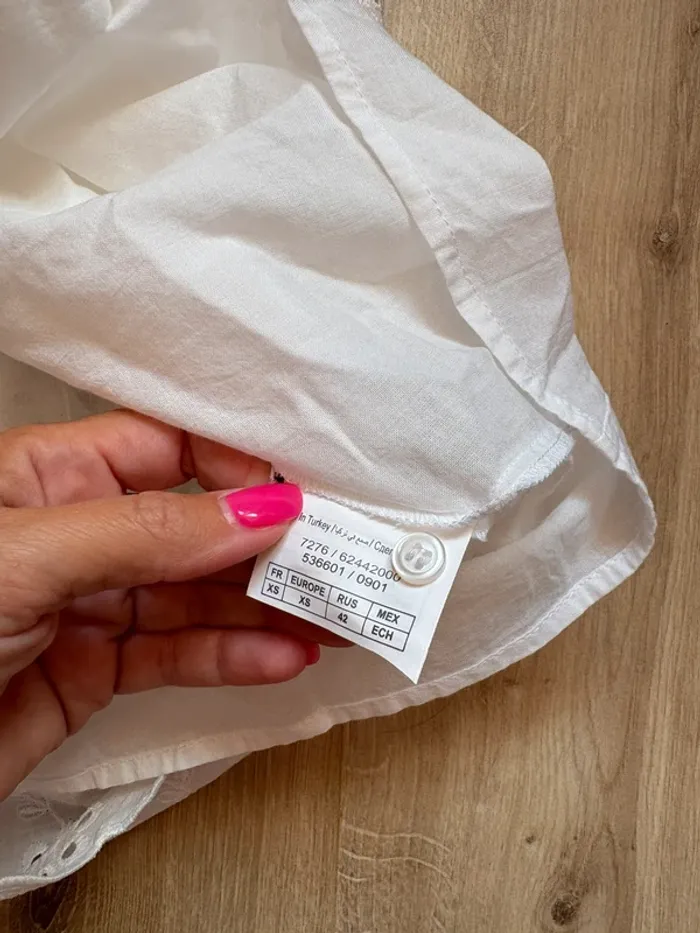 In Turkey / صنع في تركيا / Сдел
7276 / 62442000
536601 / 0901
FR EUROPE RUS MEX
XS XS 42 ECH